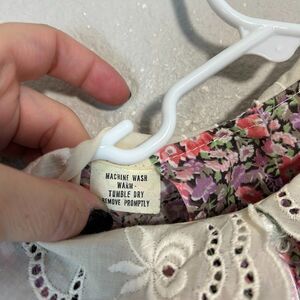 MACHINE WASH
WARM-
TUMBLE DRY
REMOVE PROMPTLY